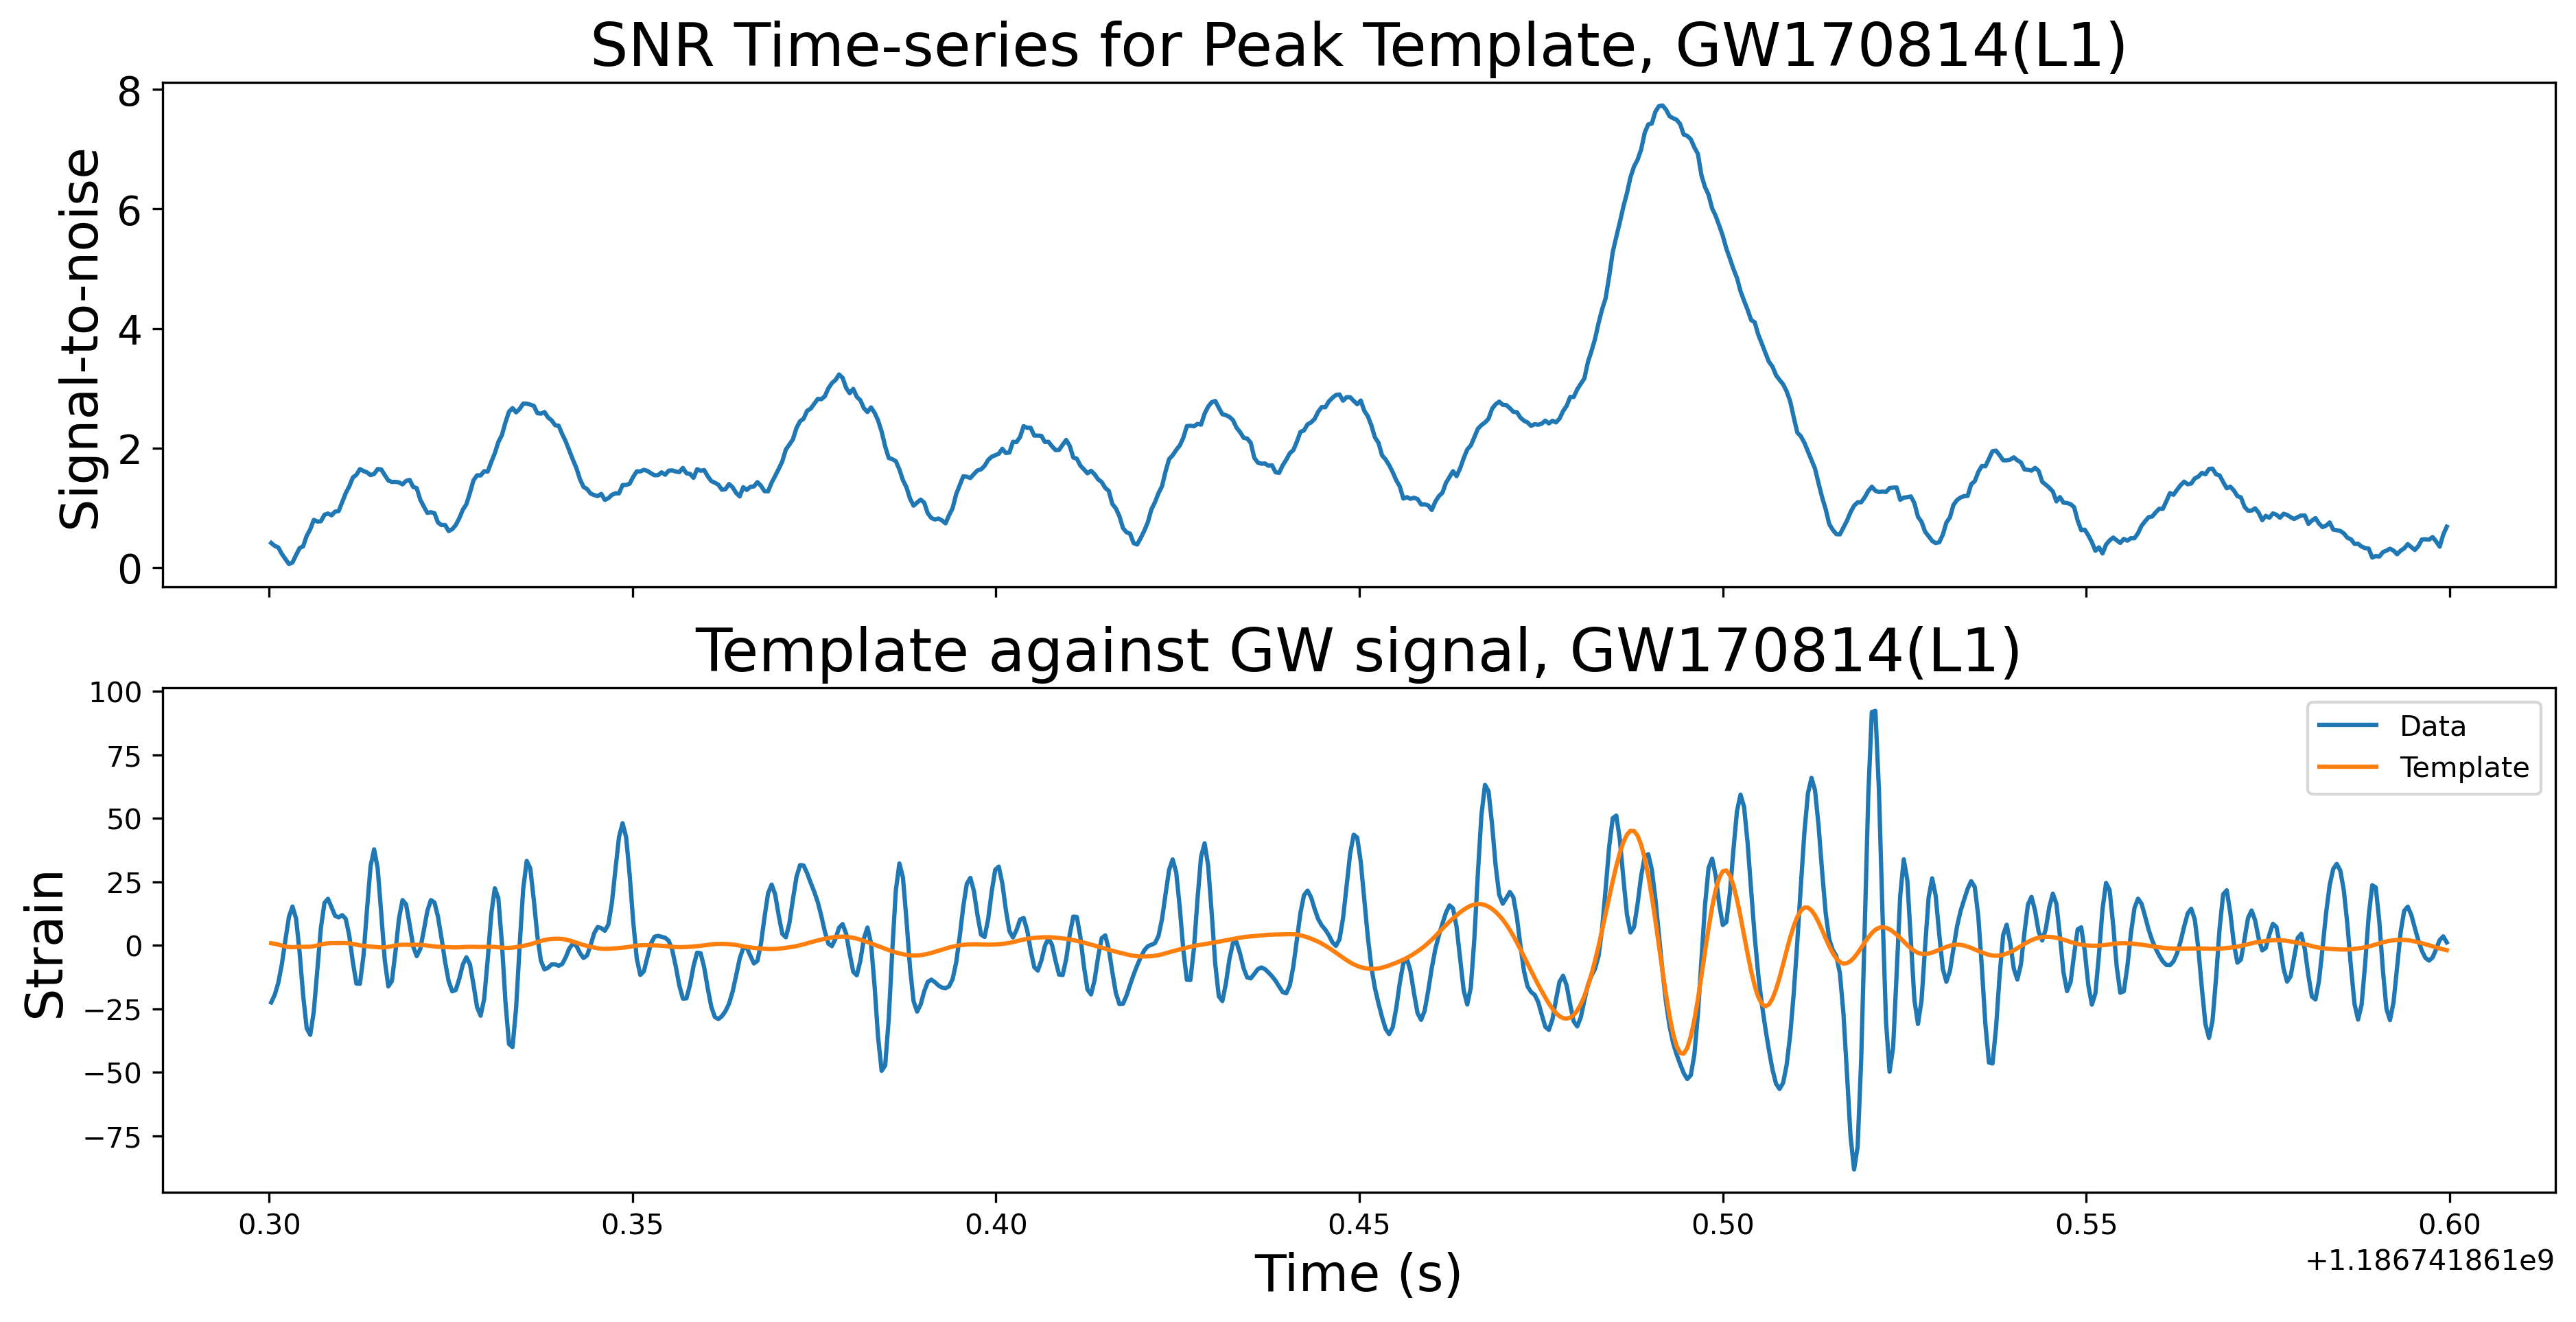 SNR Time-series for Peak Template, GW170814(L1)
8
6
4
2
0
Signal-to-noise
Template against GW signal, GW170814(L1)
100
75
50
25
0
−25
−50
−75
Strain
Data
Template
0.30 0.35 0.40 0.45 0.50 0.55 0.60
Time (s)
+1.186741861e9